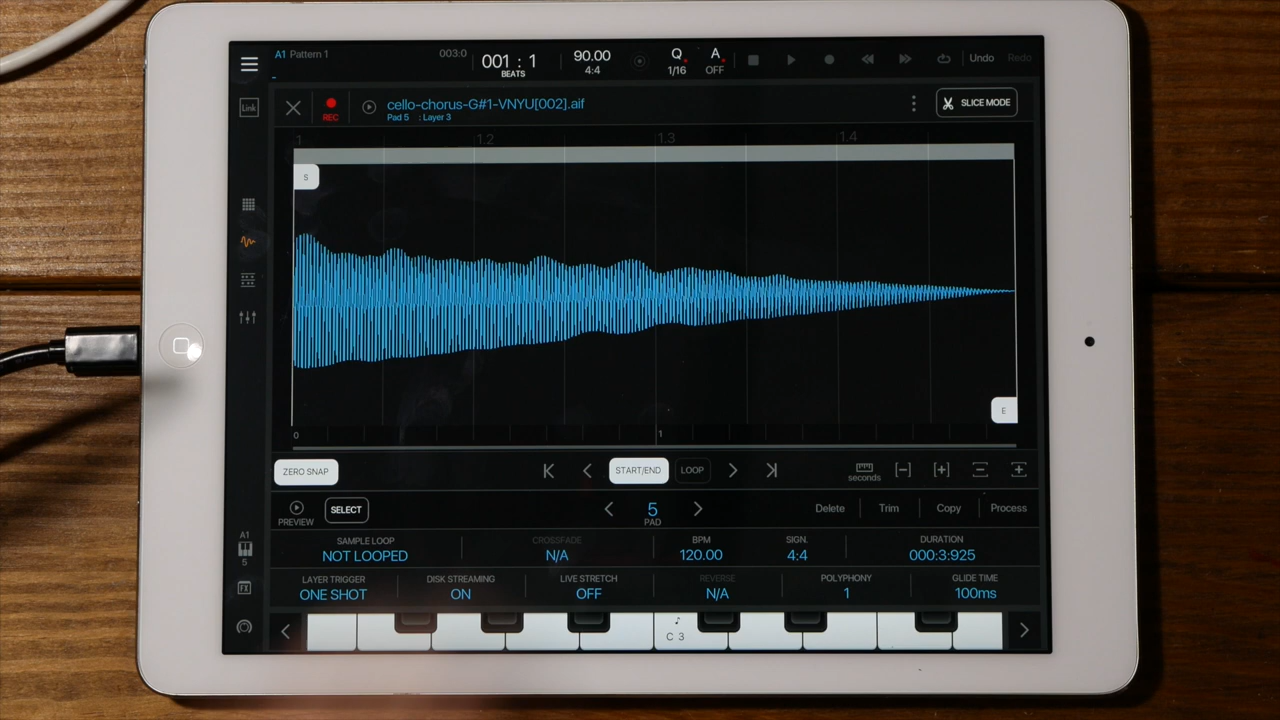 A1 Pattern 1
003:0
001 : 1
BEATS
90.00
4:4
Q
1/16
A
OFF
Undo
Redo
Link
REC
cello-chorus-G#1-VNYU[002].aif
Pad 5 : Layer 3
SLICE MODE
1 1.2 1.3 1.4
S
E
0 1
ZERO SNAP
START/END
LOOP
seconds
PREVIEW
SELECT
5
PAD
Delete
Trim
Copy
Process
SAMPLE LOOP
NOT LOOPED
CROSSFADE
N/A
BPM
120.00
SIGN.
4:4
DURATION
000:3:925
LAYER TRIGGER
ONE SHOT
DISK STREAMING
ON
LIVE STRETCH
OFF
REVERSE
N/A
POLYPHONY
1
GLIDE TIME
100ms
A1
5
FX
C 3